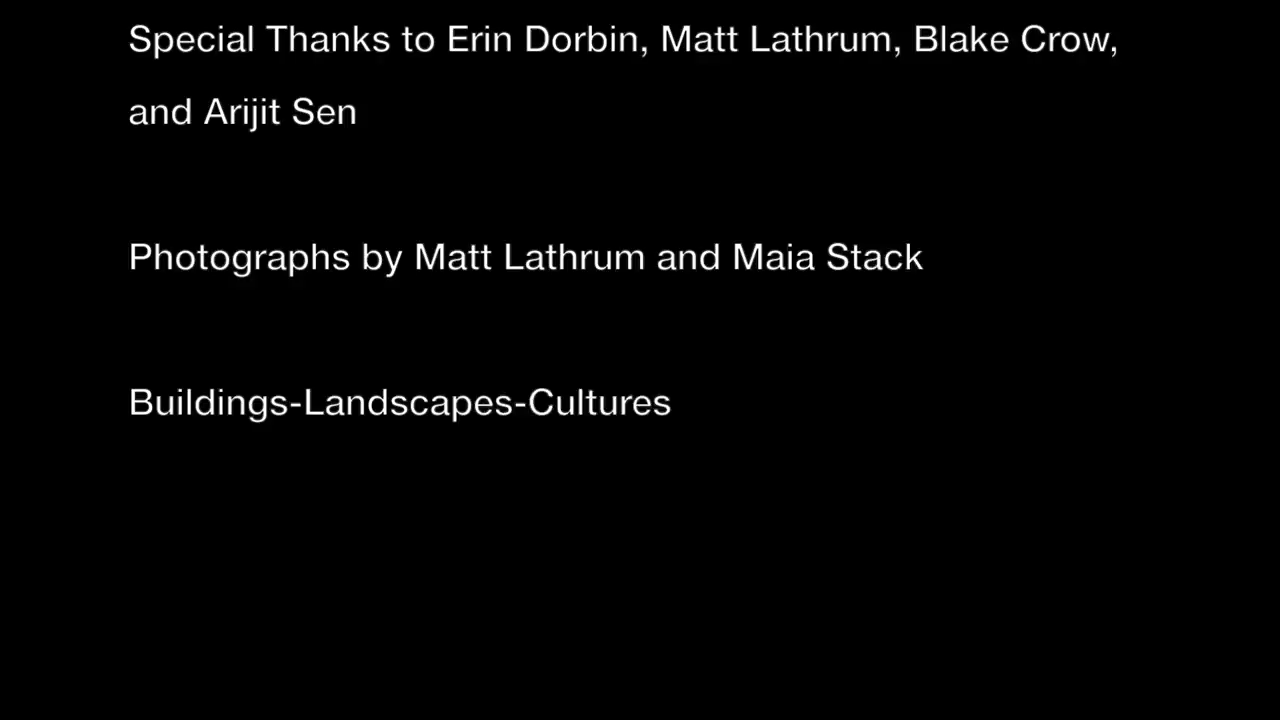 Special Thanks to Erin Dorbin, Matt Lathrum, Blake Crow,
and Arijit Sen
Photographs by Matt Lathrum and Maia Stack
Buildings-Landscapes-Cultures